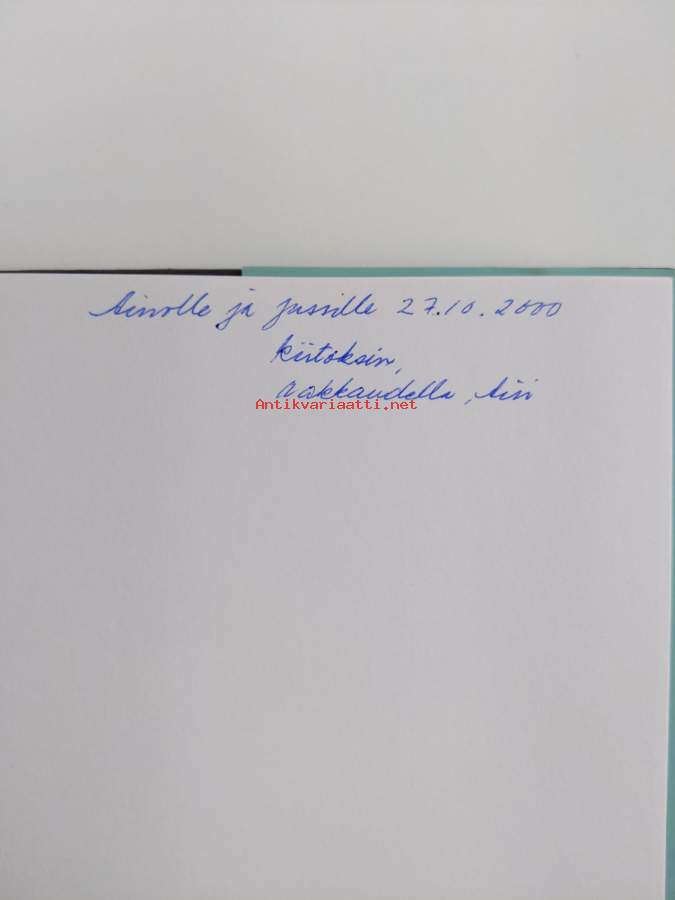 Ainolle ja Jussille 27.10.2000
Kiitoksin,
rakkaudella, Airi
Antikvariaatti.net